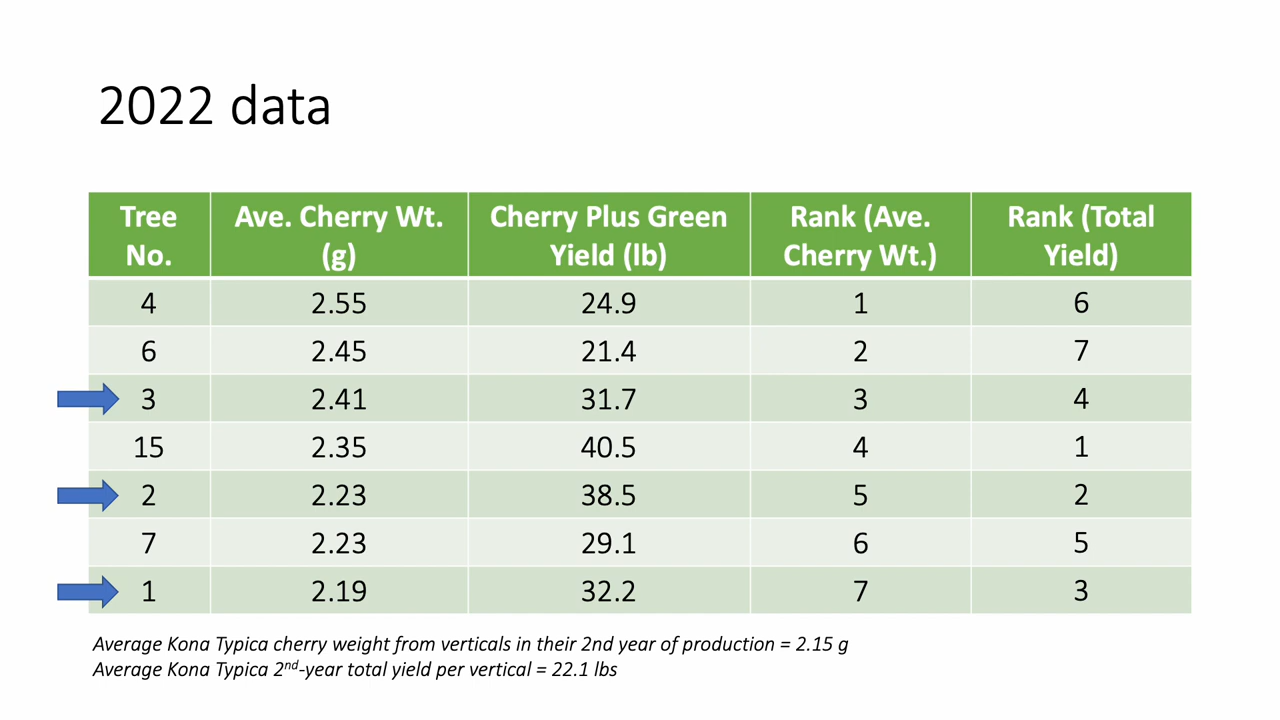 2022 data
Tree Ave. Cherry Wt. Cherry Plus Green Rank (Ave. Rank (Total
No. (g) Yield (lb) Cherry Wt.) Yield)
4 2.55 24.9 1 6
6 2.45 21.4 2 7
3 2.41 31.7 3 4
15 2.35 40.5 4 1
2 2.23 38.5 5 2
7 2.23 29.1 6 5
1 2.19 32.2 7 3
Average Kona Typica cherry weight from verticals in their 2nd year of production = 2.15 g
Average Kona Typica 2nd-year total yield per vertical = 22.1 lbs